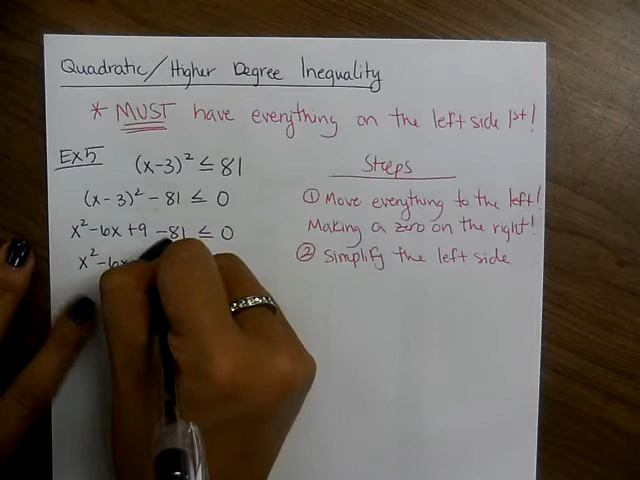 Quadratic/Higher Degree Inequality
* MUST have everything on the left side 1st!
Ex 5 (x-3)² ≤ 81
(x-3)² - 81 ≤ 0
x² - 6x + 9 - 81 ≤ 0
x² - 6x
Steps
① Move everything to the left!
Making a zero on the right!
② Simplify the left side